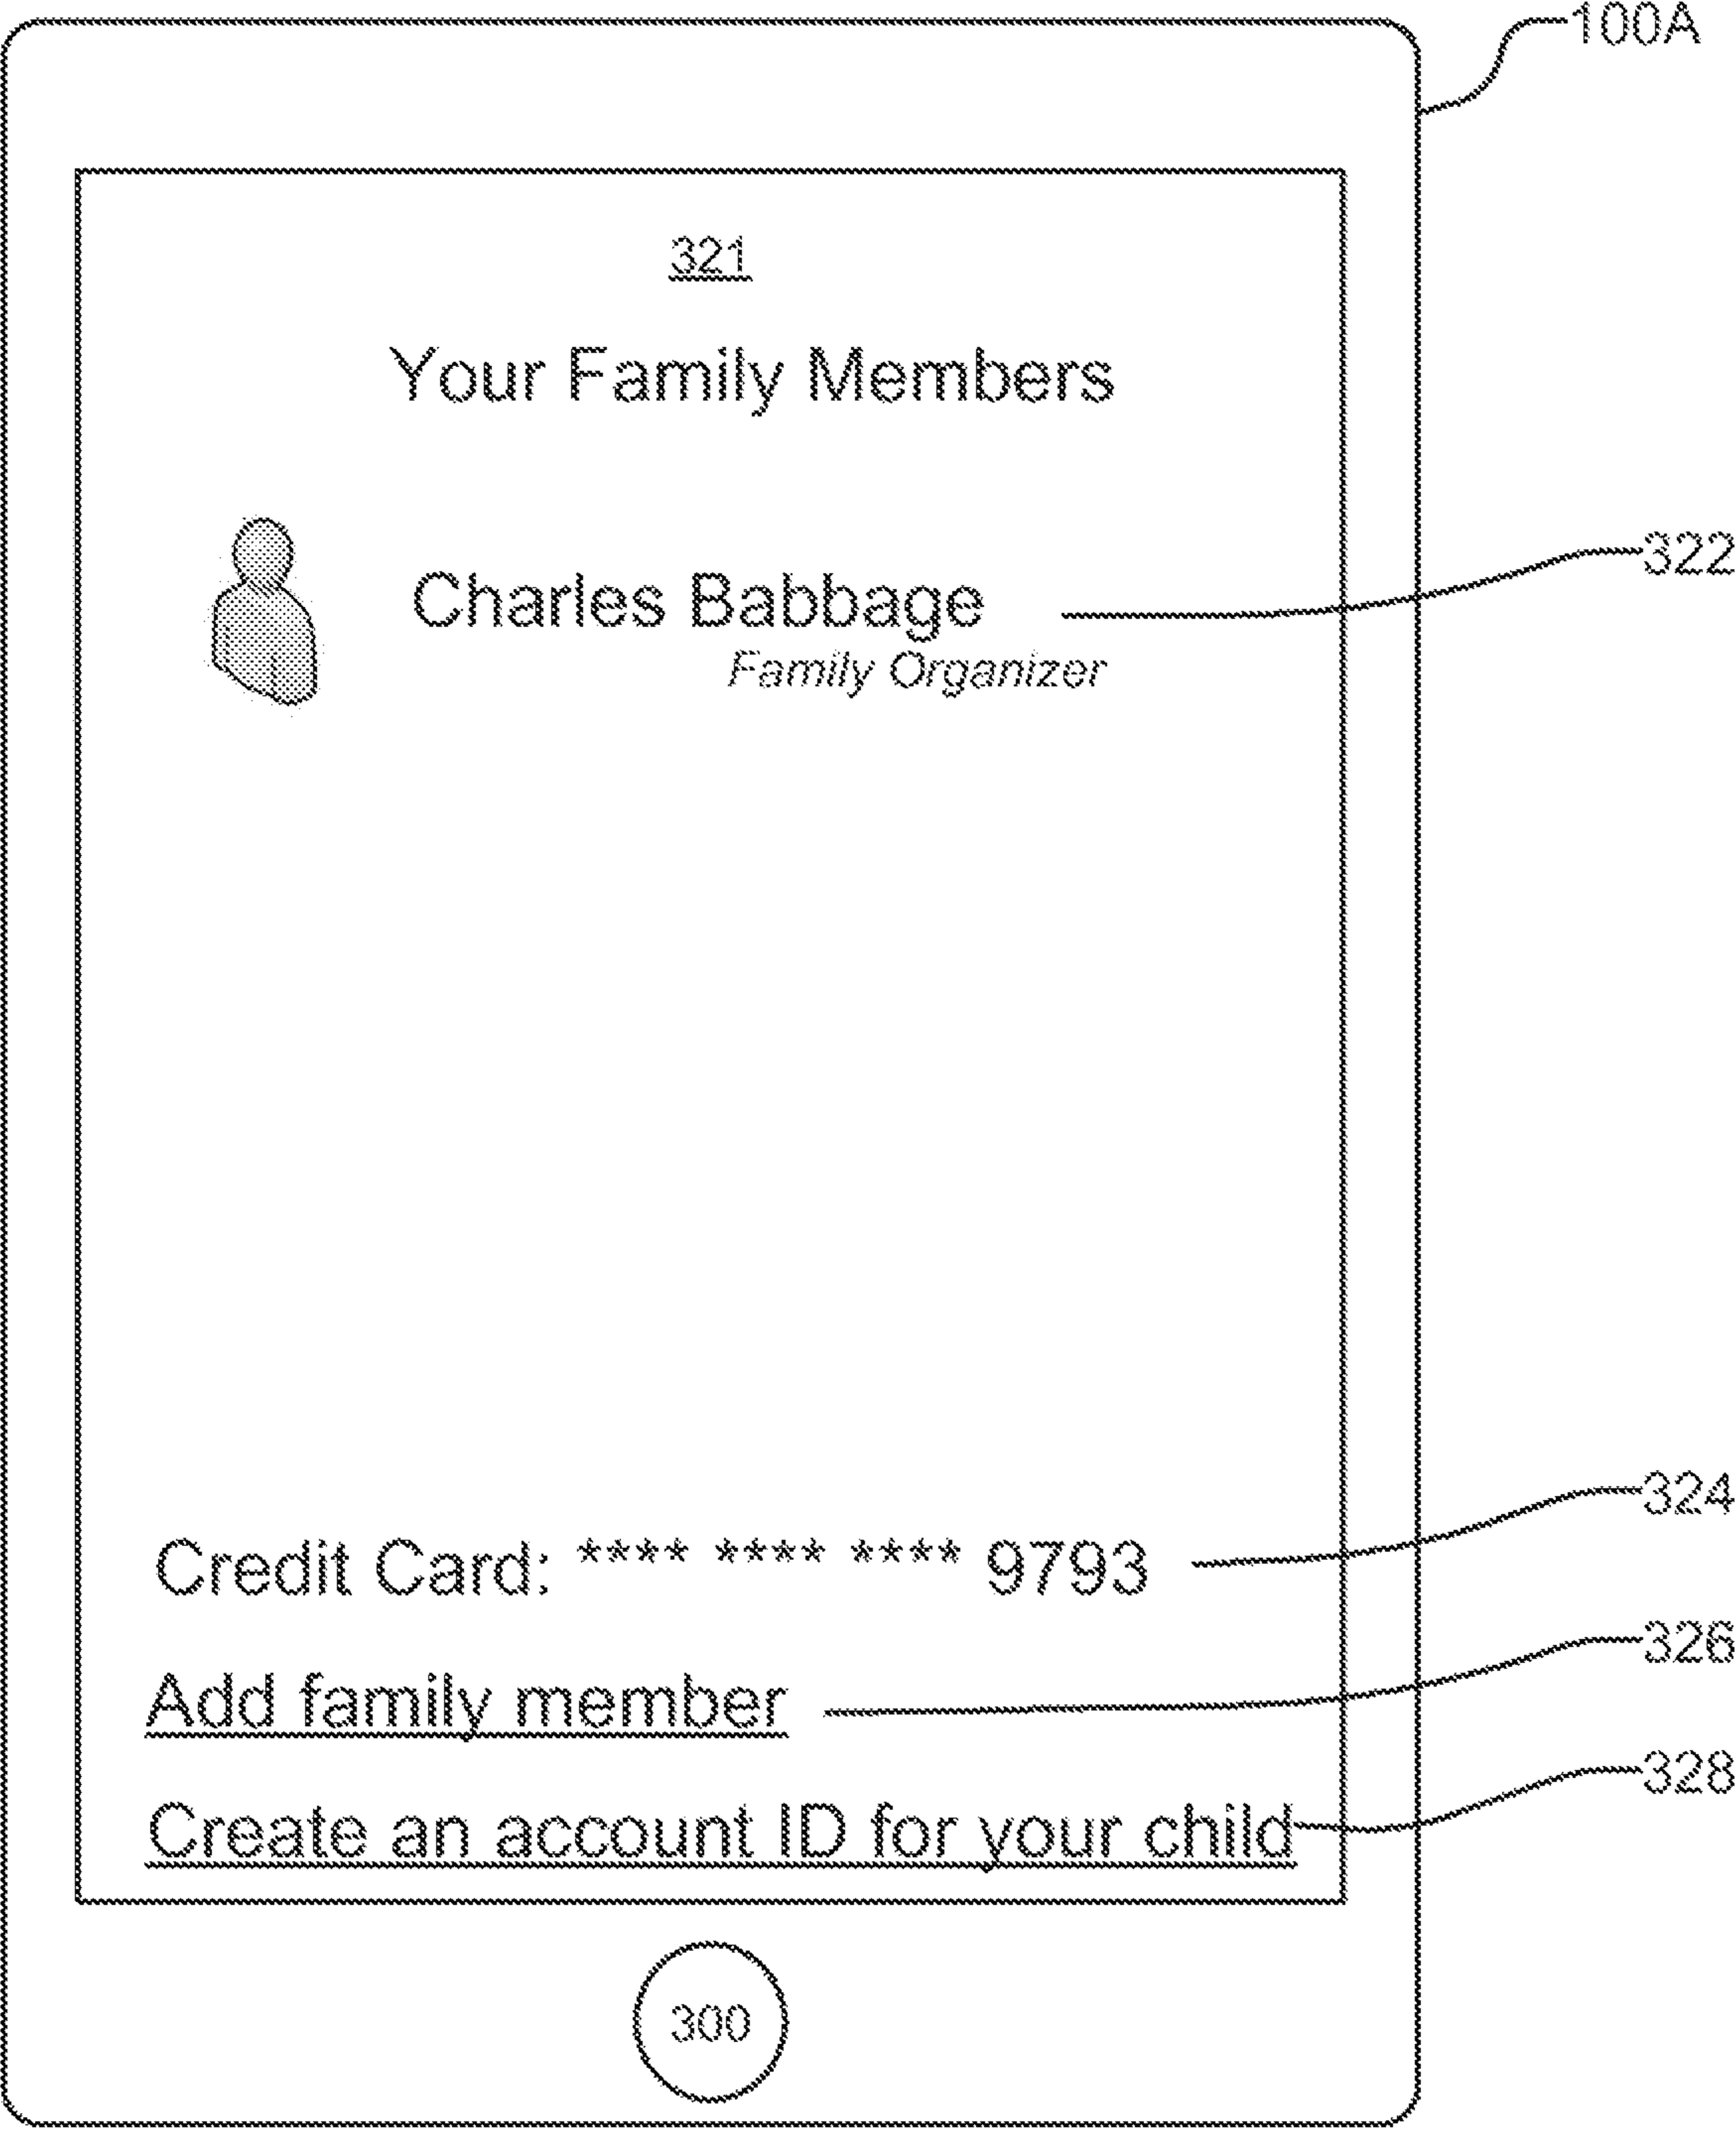 100A
321
Your Family Members
Charles Babbage
322
Family Organizer
Credit Card: **** **** **** 9793
324
Add family member
326
Create an account ID for your child
328
300